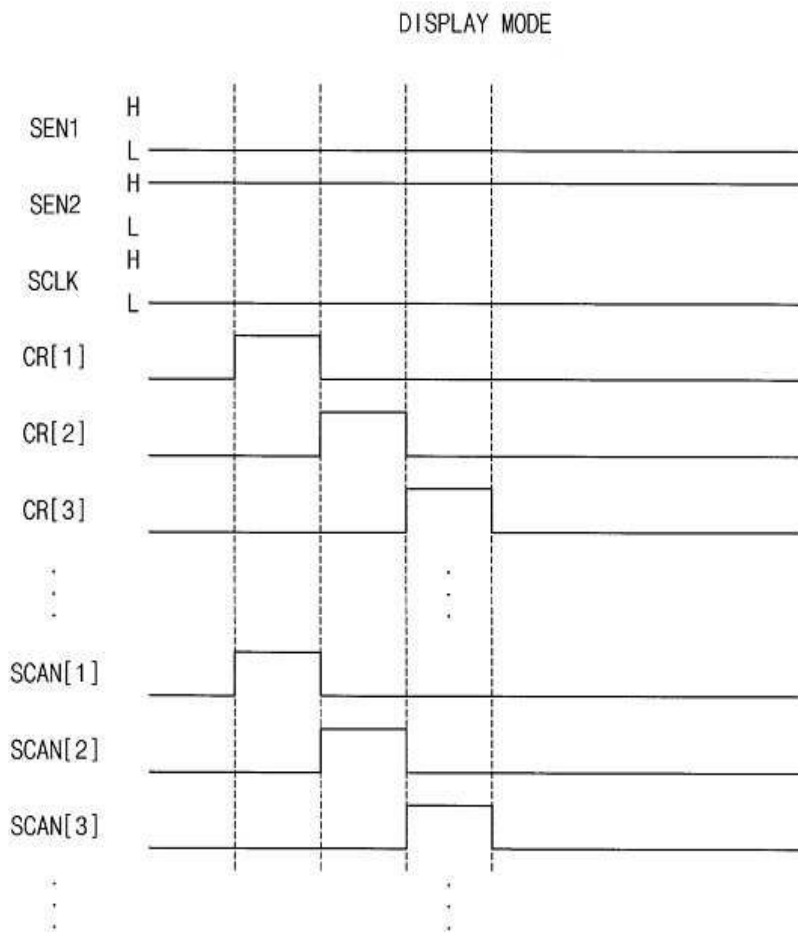 DISPLAY MODE
H
SEN1
L
H
SEN2
L
H
SCLK
L
CR[1]
CR[2]
CR[3]
SCAN[1]
SCAN[2]
SCAN[3]